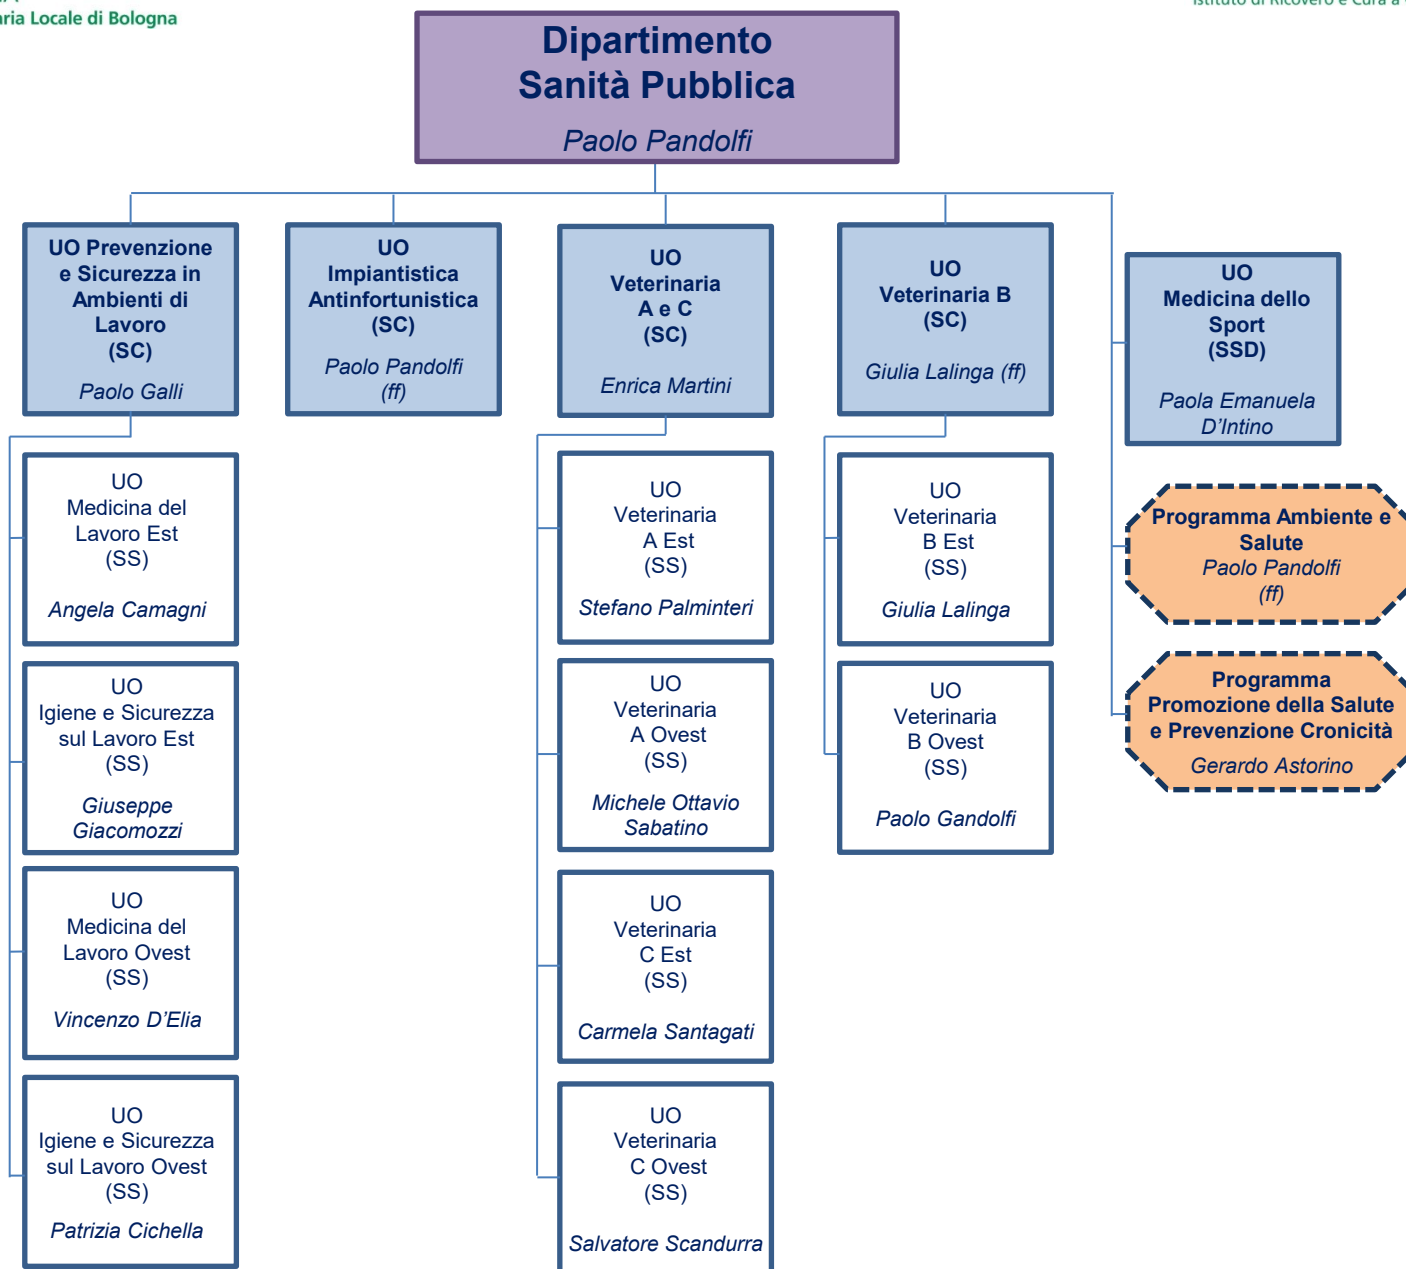 aria Locale di Bologna
Istituto di Ricovero e Cura a
Dipartimento
Sanità Pubblica
Paolo Pandolfi
UO Prevenzione
e Sicurezza in
Ambienti di
Lavoro
(SC)
Paolo Galli
UO
Impiantistica
Antinfortunistica
(SC)
Paolo Pandolfi
(ff)
UO
Veterinaria
A e C
(SC)
Enrica Martini
UO
Veterinaria B
(SC)
Giulia Lalinga (ff)
UO
Medicina dello
Sport
(SSD)
Paola Emanuela
D’Intino
UO
Medicina del
Lavoro Est
(SS)
Angela Camagni
UO
Igiene e Sicurezza
sul Lavoro Est
(SS)
Giuseppe
Giacomozzi
UO
Medicina del
Lavoro Ovest
(SS)
Vincenzo D’Elia
UO
Igiene e Sicurezza
sul Lavoro Ovest
(SS)
Patrizia Cichella
UO
Veterinaria
A Est
(SS)
Stefano Palminteri
UO
Veterinaria
A Ovest
(SS)
Michele Ottavio
Sabatino
UO
Veterinaria
C Est
(SS)
Carmela Santagati
UO
Veterinaria
C Ovest
(SS)
Salvatore Scandurra
UO
Veterinaria
B Est
(SS)
Giulia Lalinga
UO
Veterinaria
B Ovest
(SS)
Paolo Gandolfi
Programma Ambiente e
Salute
Paolo Pandolfi
(ff)
Programma
Promozione della Salute
e Prevenzione Cronicità
Gerardo Astorino